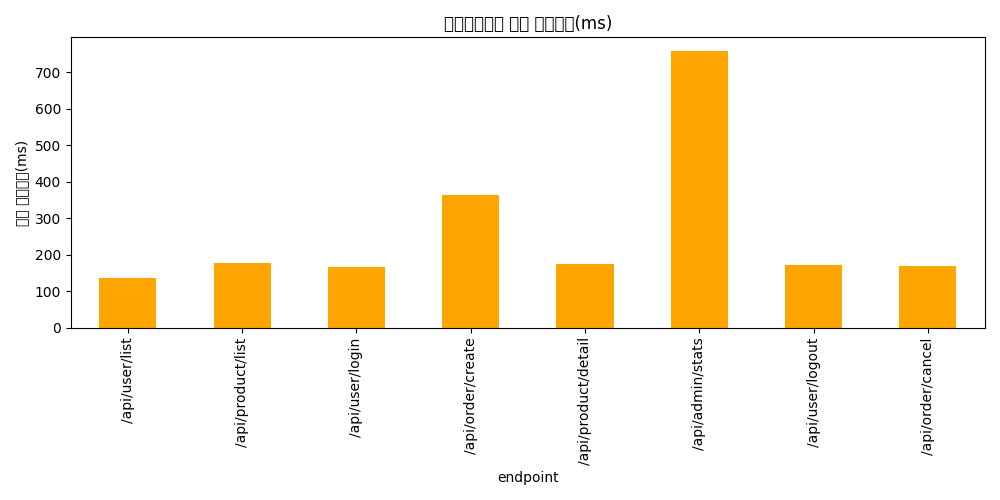 (ms)
(ms)
700
600
500
400
300
200
100
0
/api/user/list
/api/product/list
/api/user/login
/api/order/create
/api/product/detail
/api/admin/stats
/api/user/logout
/api/order/cancel
endpoint